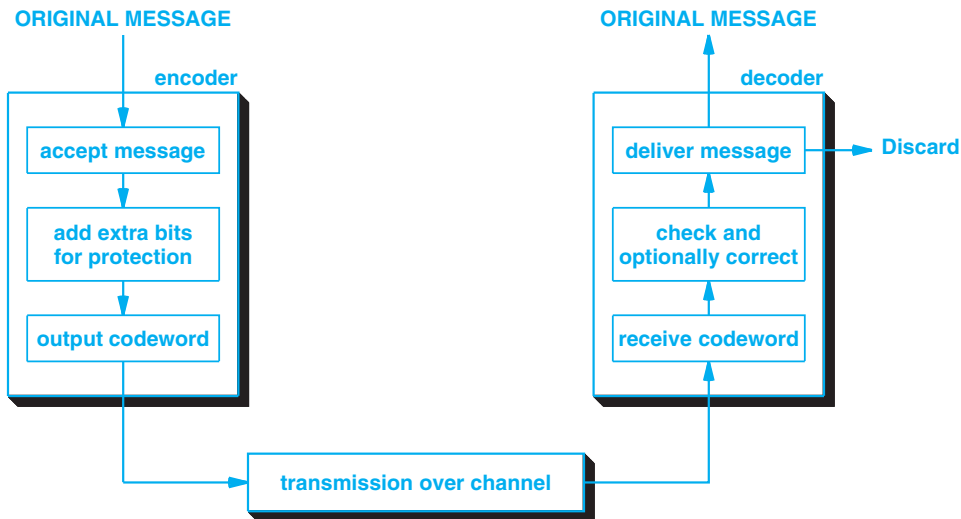 ORIGINAL MESSAGE
encoder
accept message
add extra bits
for protection
output codeword
transmission over channel
ORIGINAL MESSAGE
decoder
deliver message
Discard
check and
optionally correct
receive codeword